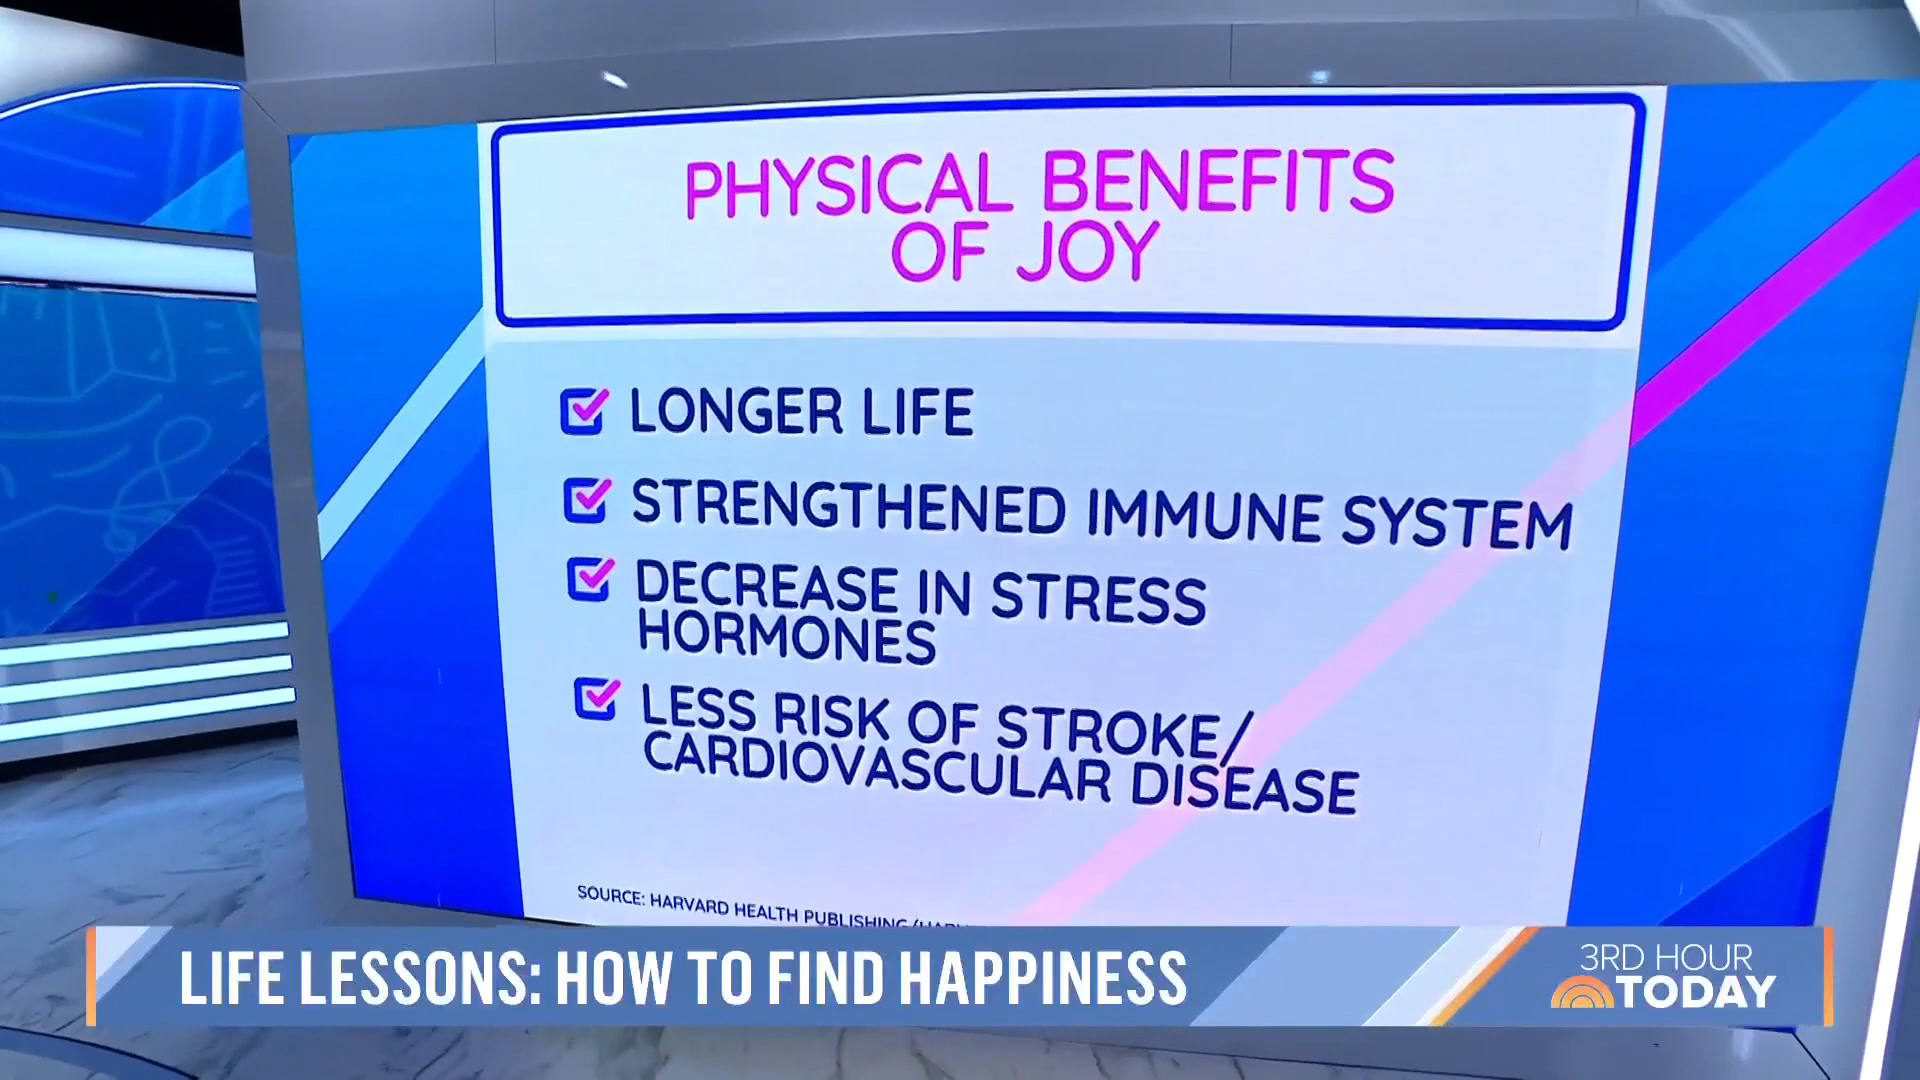 PHYSICAL BENEFITS
OF JOY
LONGER LIFE
STRENGTHENED IMMUNE SYSTEM
DECREASE IN STRESS
HORMONES
LESS RISK OF STROKE/
CARDIOVASCULAR DISEASE
SOURCE: HARVARD HEALTH PUBLISHING
LIFE LESSONS: HOW TO FIND HAPPINESS
3RD HOUR
TODAY